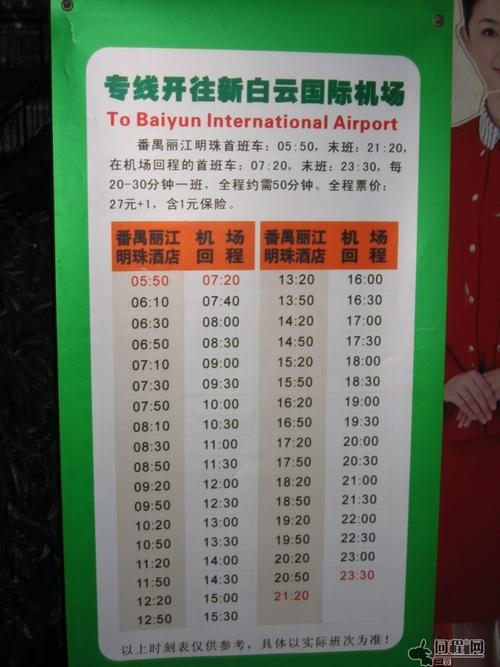 专线开往新白云国际机场
To Baiyun International Airport
番禺丽江明珠首班车：05:50，末班：21:20，
在机场回程的首班车：07:20，末班：23:30，每
20-30分钟一班，全程约需50分钟。全程票价：
27元+1，含1元保险。
番禺丽江 机场 番禺丽江 机场
明珠酒店 回程 明珠酒店 回程
05:50 07:20 13:20 16:00
06:10 07:40 13:50 16:30
06:30 08:00 14:20 17:00
06:50 08:30 14:50 17:30
07:10 09:00 15:20 18:00
07:30 09:30 15:50 18:30
07:50 10:00 16:20 19:00
08:10 10:30 16:50 19:30
08:30 11:00 17:20 20:00
08:50 11:30 17:50 20:30
09:20 12:00 18:20 21:00
09:50 12:30 18:50 21:30
10:20 13:00 19:20 22:00
10:50 13:30 19:50 22:30
11:20 14:00 20:20 23:00
11:50 14:30 20:50 23:30
12:20 15:00 21:20
12:50 15:30
以上时刻表仅供参考，具体以实际班次为准！
同程网